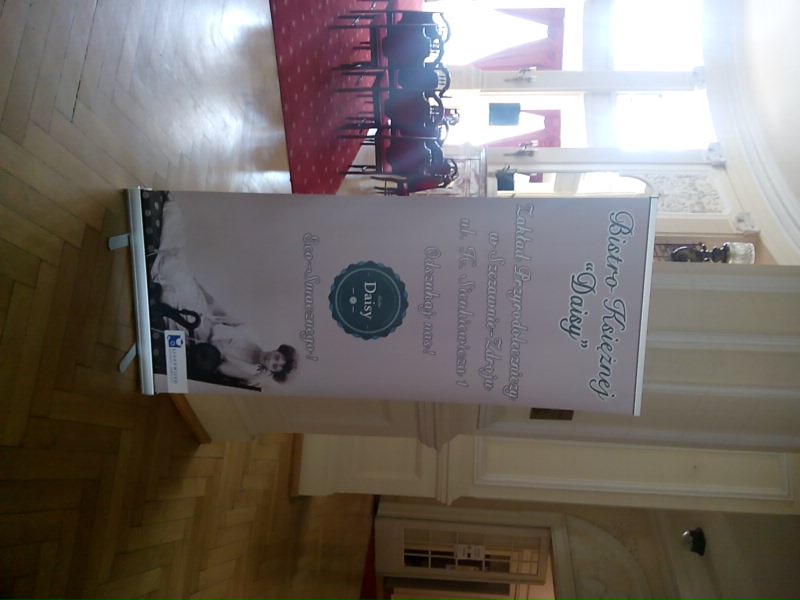 Bistro Księżnej
“Daisy”
Zakład Przyrodoleczniczy
w Szczawnie-Zdroju
ul. H. Sienkiewicza 1
Odszukaj nas!
Daisy
Eco-Smacznego!